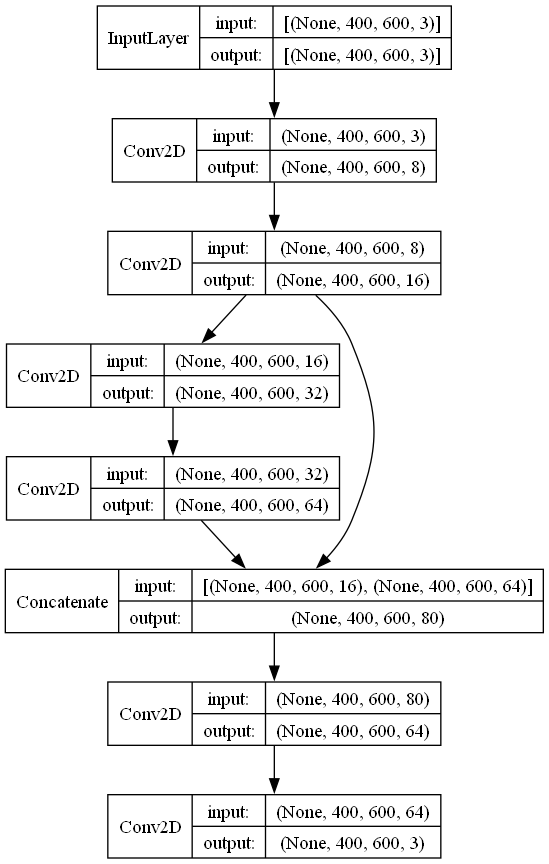 InputLayer input: [(None, 400, 600, 3)]
output: [(None, 400, 600, 3)]
Conv2D input: (None, 400, 600, 3)
output: (None, 400, 600, 8)
Conv2D input: (None, 400, 600, 8)
output: (None, 400, 600, 16)
Conv2D input: (None, 400, 600, 16)
output: (None, 400, 600, 32)
Conv2D input: (None, 400, 600, 32)
output: (None, 400, 600, 64)
Concatenate input: [(None, 400, 600, 16), (None, 400, 600, 64)]
output: (None, 400, 600, 80)
Conv2D input: (None, 400, 600, 80)
output: (None, 400, 600, 64)
Conv2D input: (None, 400, 600, 64)
output: (None, 400, 600, 3)